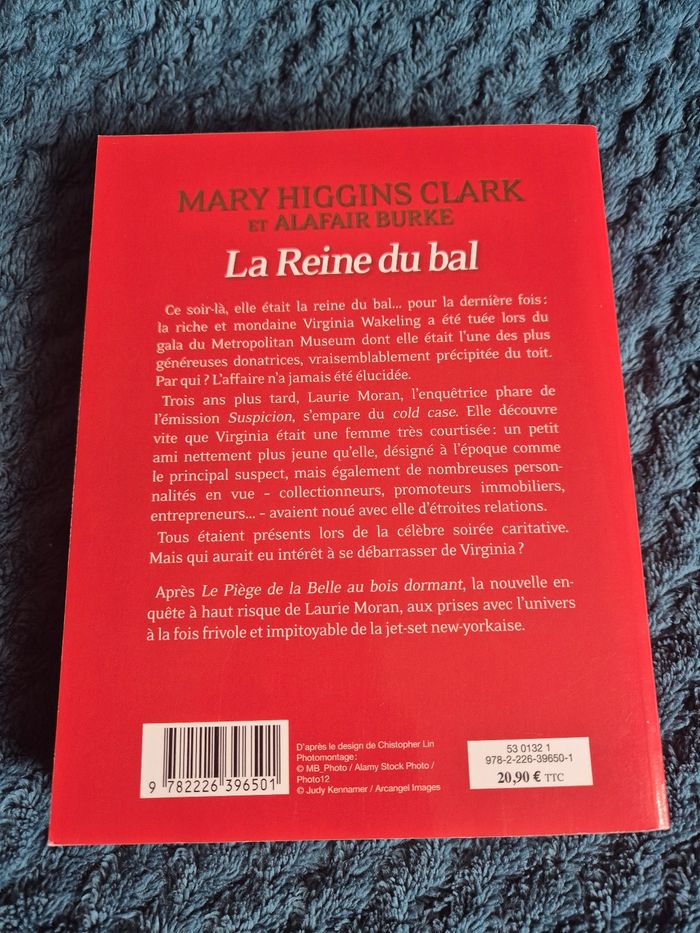 MARY HIGGINS CLARK
ET ALAFAIR BURKE
La Reine du bal
Ce soir-là, elle était la reine du bal... pour la dernière fois :
la riche et mondaine Virginia Wakeling a été tuée lors du
gala du Metropolitan Museum dont elle était l'une des plus
généreuses donatrices, vraisemblablement précipitée du toit.
Par qui ? L'affaire n'a jamais été élucidée.
Trois ans plus tard, Laurie Moran, l'enquêtrice phare de
l'émission Suspicion, s'empare du cold case. Elle découvre
vite que Virginia était une femme très courtisée : un petit
ami nettement plus jeune qu'elle, désigné à l'époque comme
le principal suspect, mais également de nombreuses person-
nalités en vue – collectionneurs, promoteurs immobiliers,
entrepreneurs... – avaient noué avec elle d'étroites relations.
Tous étaient présents lors de la célèbre soirée caritative.
Mais qui aurait eu intérêt à se débarrasser de Virginia ?
Après Le Piège de la Belle au bois dormant, la nouvelle en-
quête à haut risque de Laurie Moran, aux prises avec l'univers
à la fois frivole et impitoyable de la jet-set new-yorkaise.
9 782226 396501
D'après le design de Chistopher Lin
Photomontage :
© MB_Photo / Alamy Stock Photo /
Photo12
© Judy Kennamer / Arcangel Images
53 0132 1
978-2-226-39650-1
20,90 € TTC